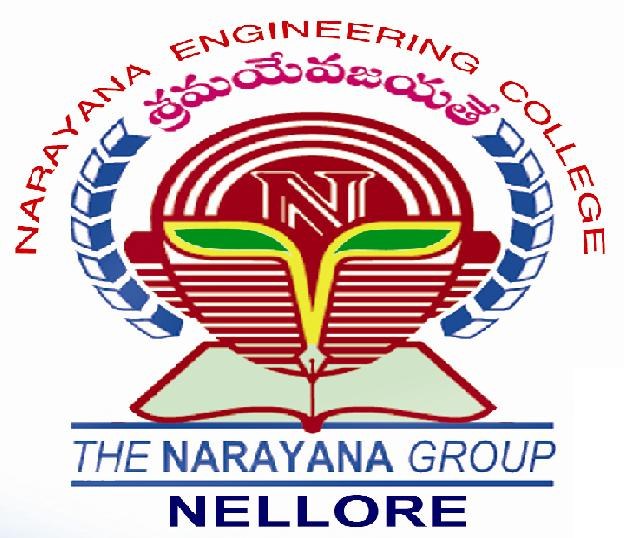 NARAYANA ENGINEERING COLLEGE
శ్రమయేవజయతే
N
THE NARAYANA GROUP
NELLORE